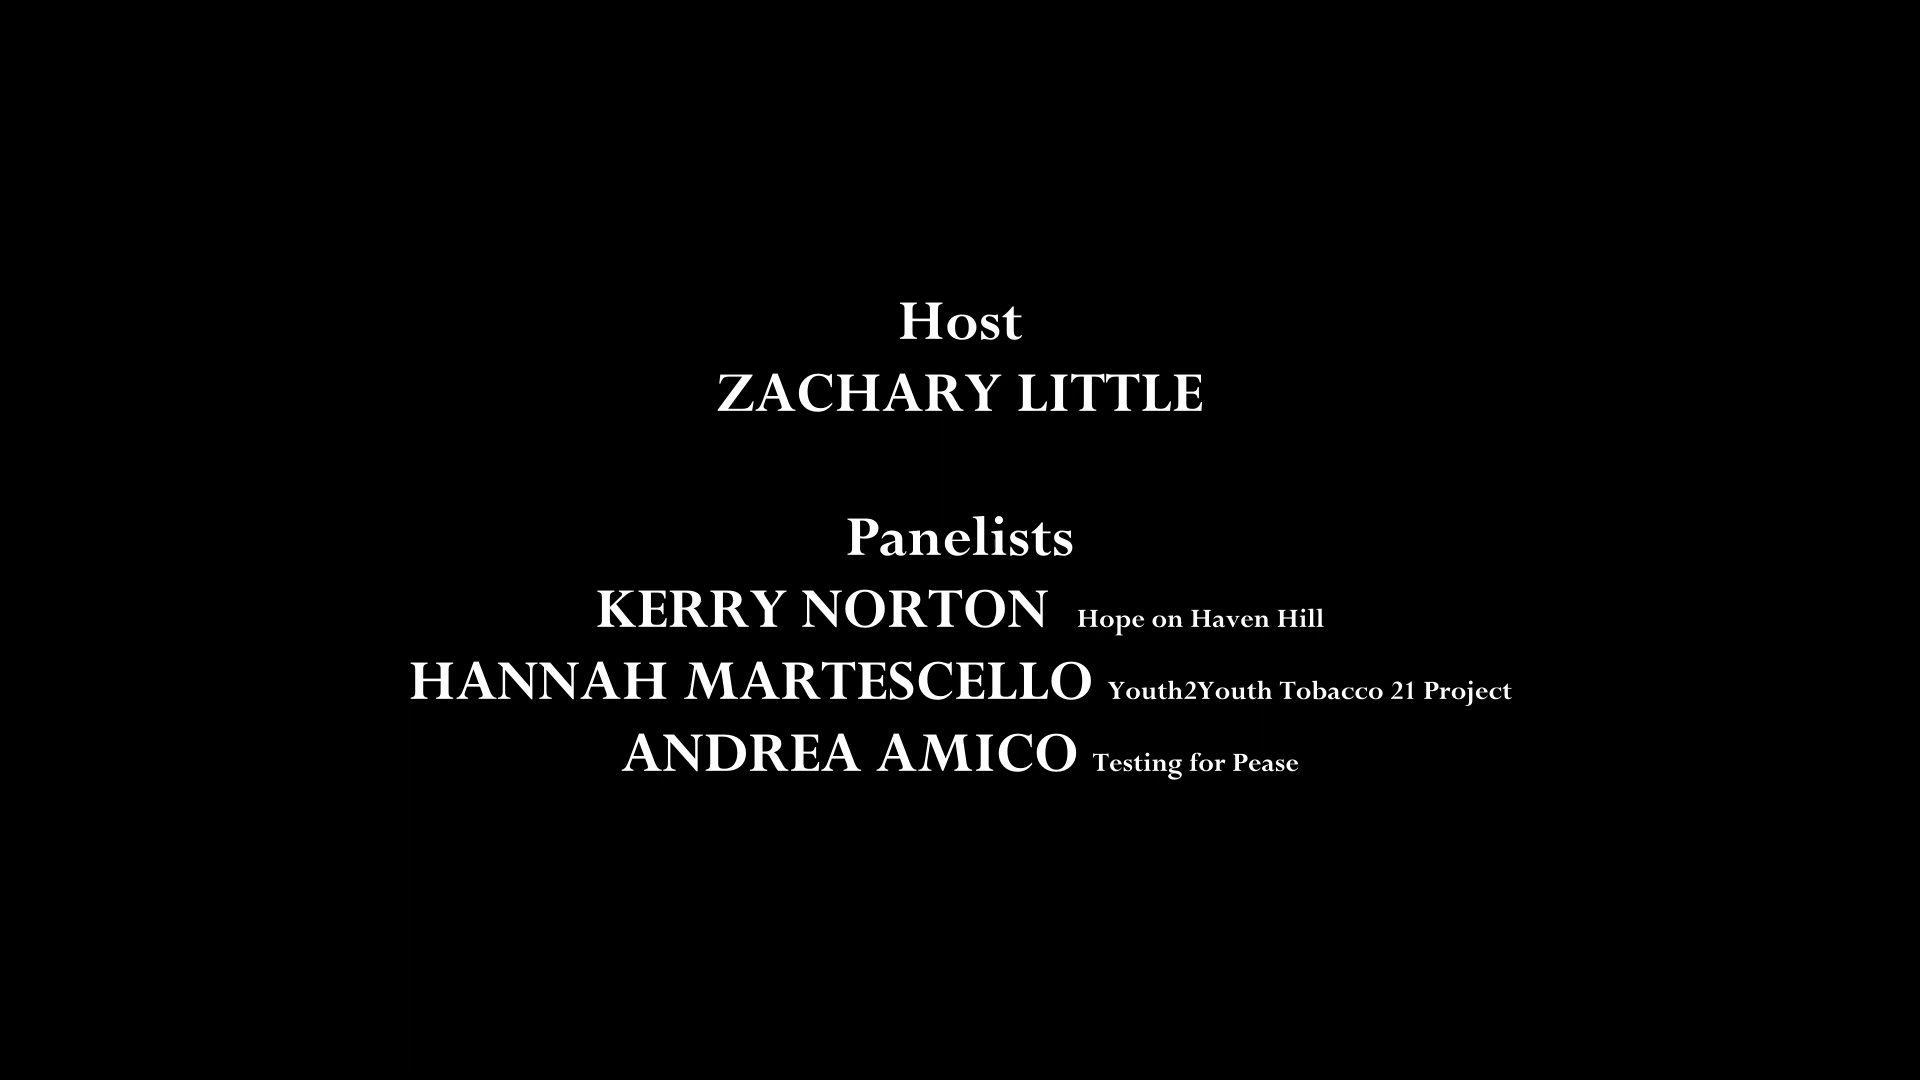 Host
ZACHARY LITTLE
Panelists
KERRY NORTON Hope on Haven Hill
HANNAH MARTESCELLO Youth2Youth Tobacco 21 Project
ANDREA AMICO Testing for Pease